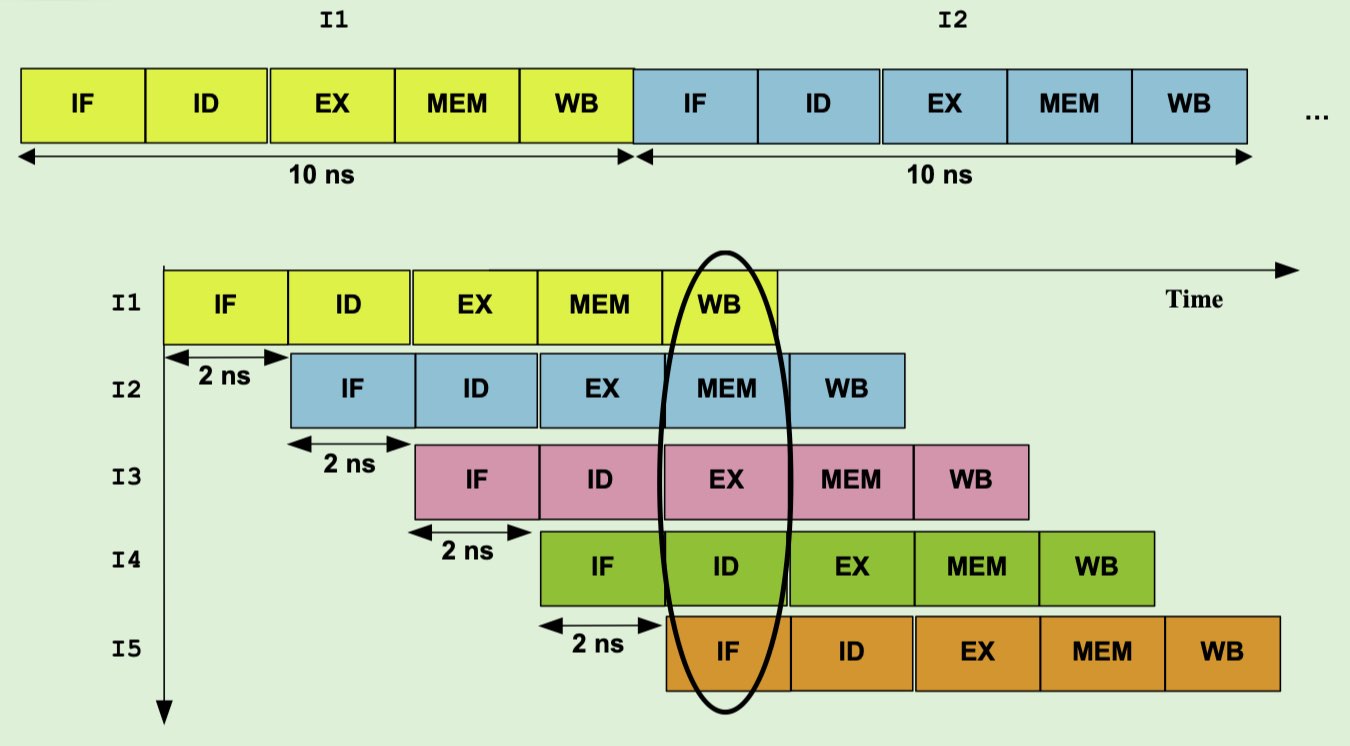 I1 I2
IF ID EX MEM WB IF ID EX MEM WB ...
10 ns 10 ns
I1 IF ID EX MEM WB Time
2 ns
I2 IF ID EX MEM WB
2 ns
I3 IF ID EX MEM WB
2 ns
I4 IF ID EX MEM WB
2 ns
I5 IF ID EX MEM WB